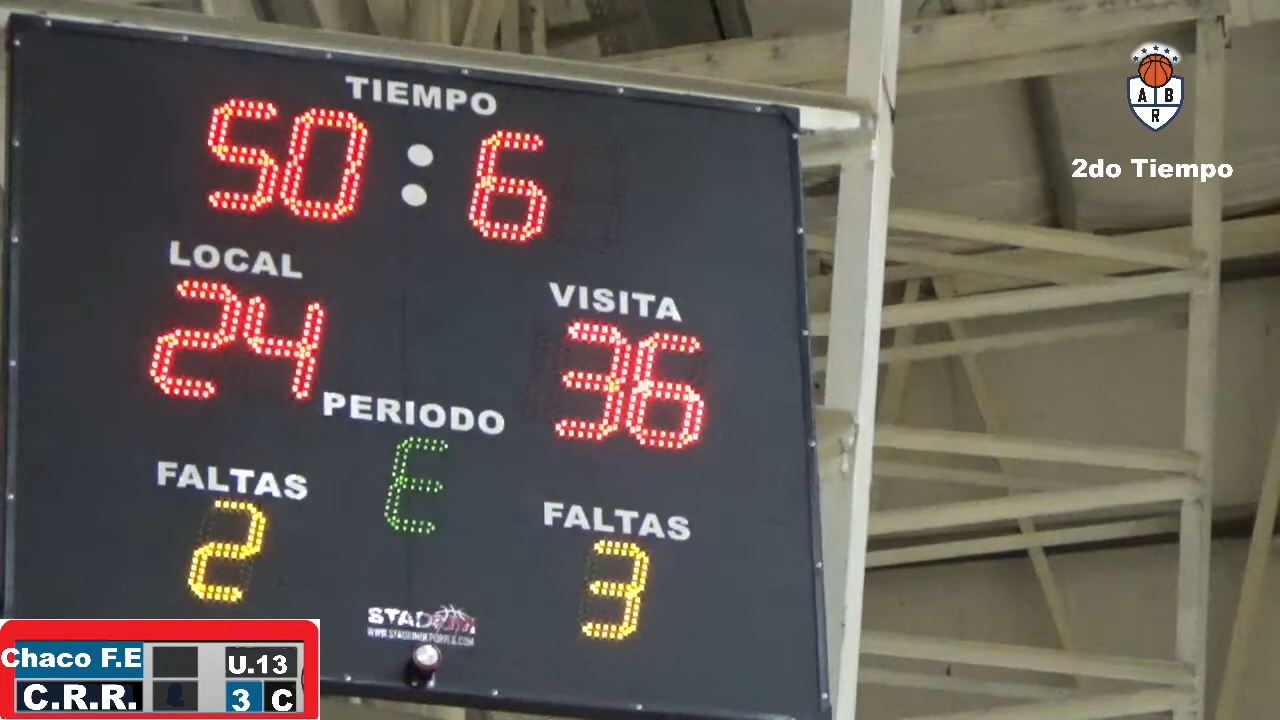 TIEMPO
50 : 6
LOCAL
VISITA
24
36
PERIODO
E
FALTAS
FALTAS
2
3
STADIUM
Chaco F.E
U.13
C.R.R.
3 C
A B
R
2do Tiempo